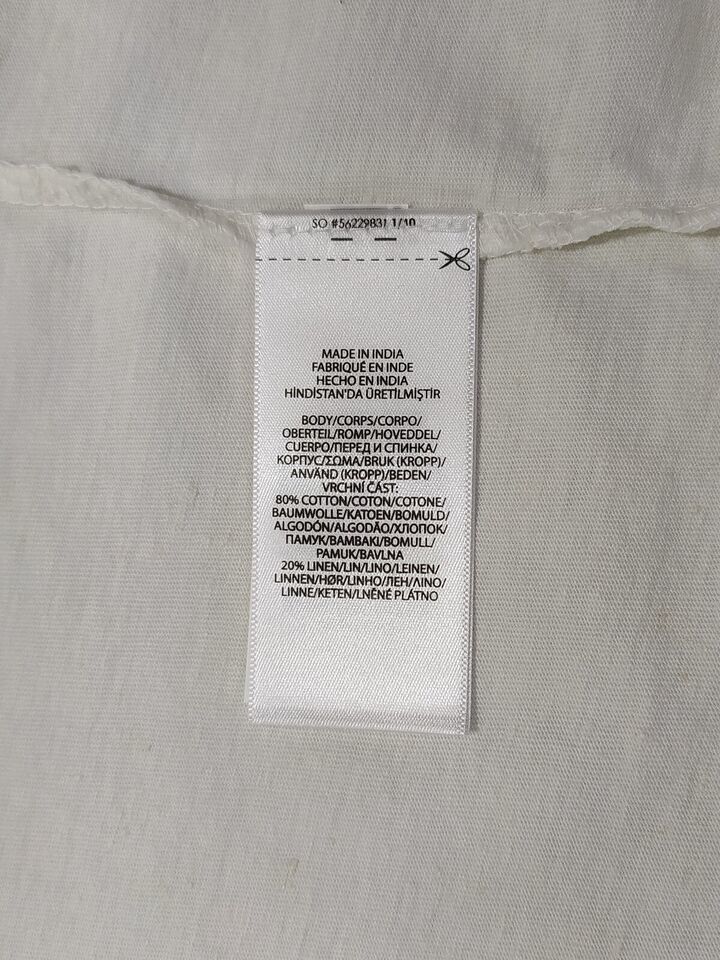 SO #56229831 1/10
MADE IN INDIA
FABRIQUÉ EN INDE
HECHO EN INDIA
HİNDİSTAN'DA ÜRETİLMİŞTİR
BODY/CORPS/CORPO/
OBERTEIL/ROMP/HOVEDDEL/
CUERPO/ПЕРЕД И СПИНКА/
КОРПУС/ΣΩΜΑ/BRUK (KROPP)/
ANVÄND (KROPP)/BEDEN/
VRCHNÍ ČÁST:
80% COTTON/COTON/COTONE/
BAUMWOLLE/KATOEN/BOMULD/
ALGODÓN/ALGODÃO/ХЛОПОК/
ПАМУК/ΒΑΜΒΑΚΙ/BOMULL/
PAMUK/BAVLNA
20% LINEN/LIN/LINO/LEINEN/
LINNEN/HØR/LINHO/ЛЕН/ΛΙΝΟ/
LINNE/KETEN/LNĚNÉ PLÁTNO